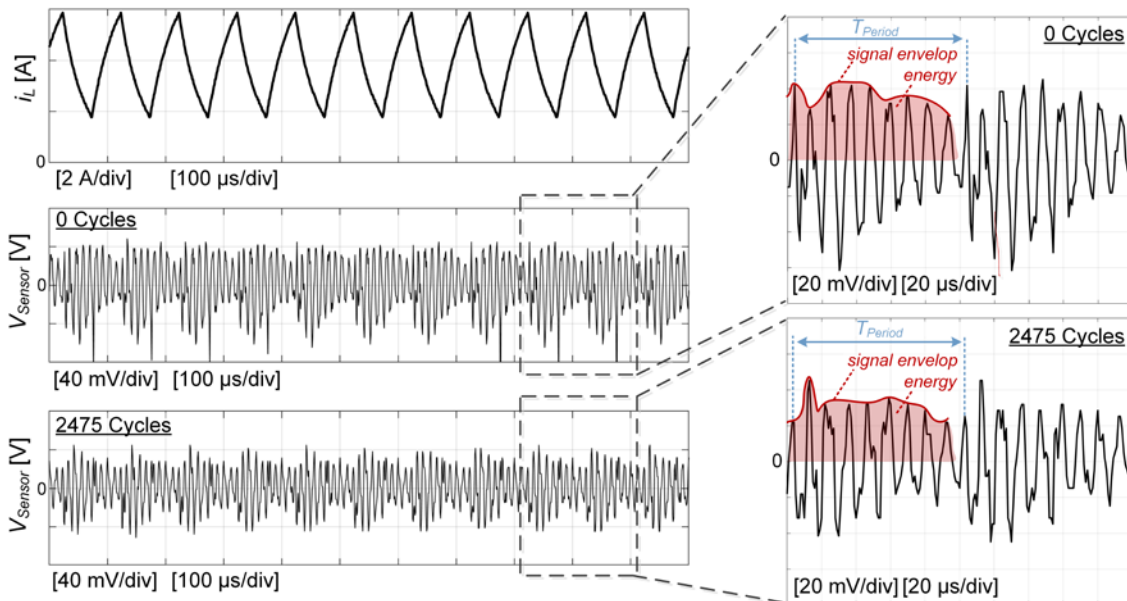 i_L [A]
0
[2 A/div] [100 µs/div]
0 Cycles
V_Sensor [V]
0
[40 mV/div] [100 µs/div]
2475 Cycles
V_Sensor [V]
0
[40 mV/div] [100 µs/div]
T_Period
0 Cycles
signal envelop
energy
0
[20 mV/div] [20 µs/div]
T_Period
2475 Cycles
signal envelop
energy
0
[20 mV/div] [20 µs/div]